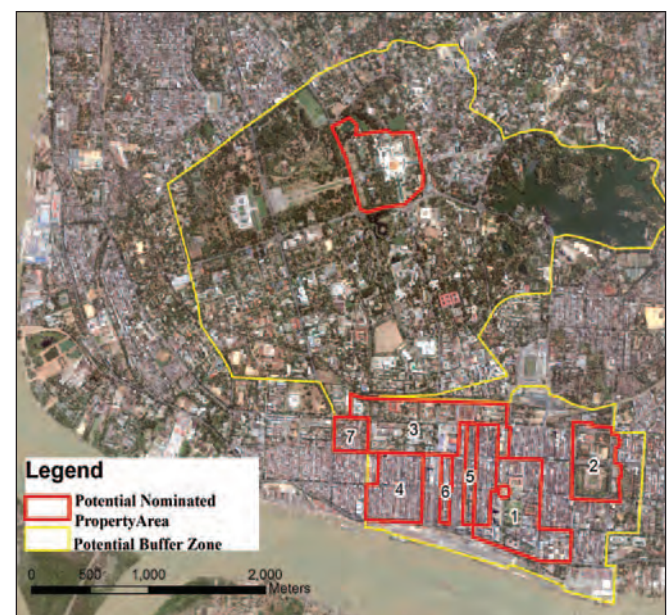 7
3
2
5
4
6
1
Legend
Potential Nominated
PropertyArea
Potential Buffer Zone
0 500 1,000 2,000
Meters